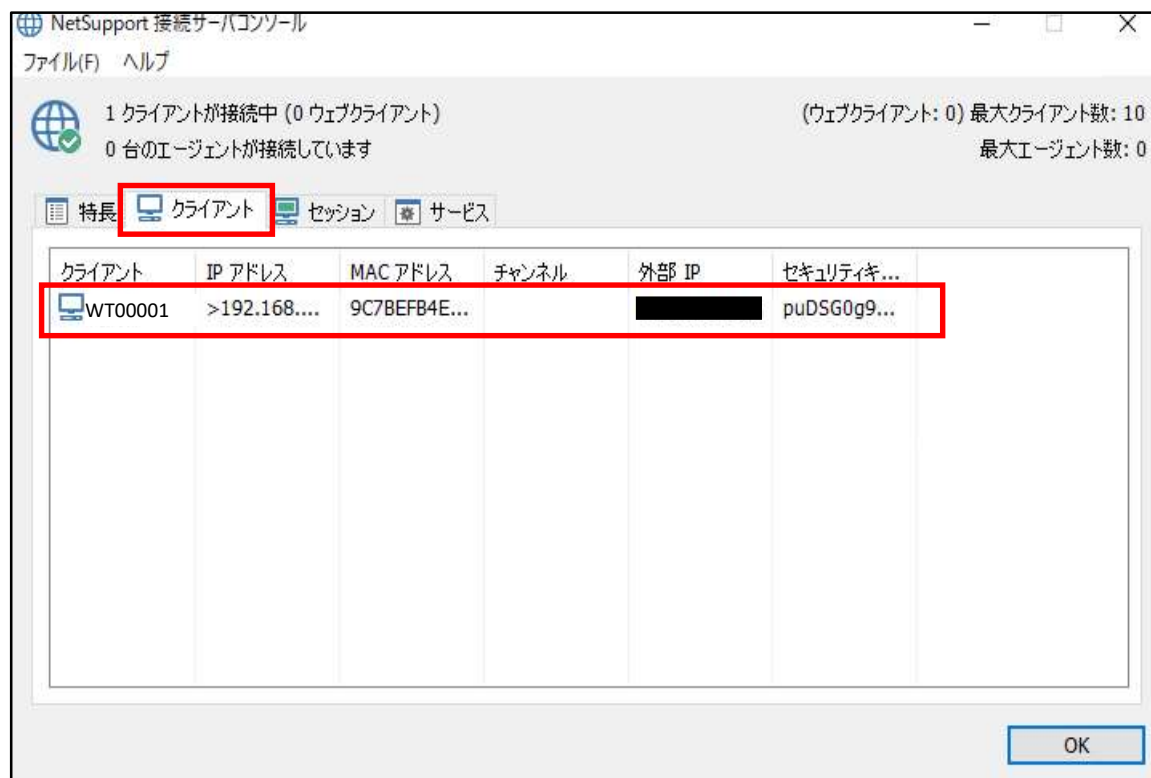 NetSupport 接続サーバコンソール
ファイル(F) ヘルプ
1 クライアントが接続中 (0 ウェブクライアント) (ウェブクライアント: 0) 最大クライアント数: 10
0 台のエージェントが接続しています 最大エージェント数: 0
特長 クライアント セッション サービス
クライアント IP アドレス MAC アドレス チャンネル 外部 IP セキュリティキ...
WT00001 >192.168.... 9C7BEFB4E... puDSG0g9...
OK